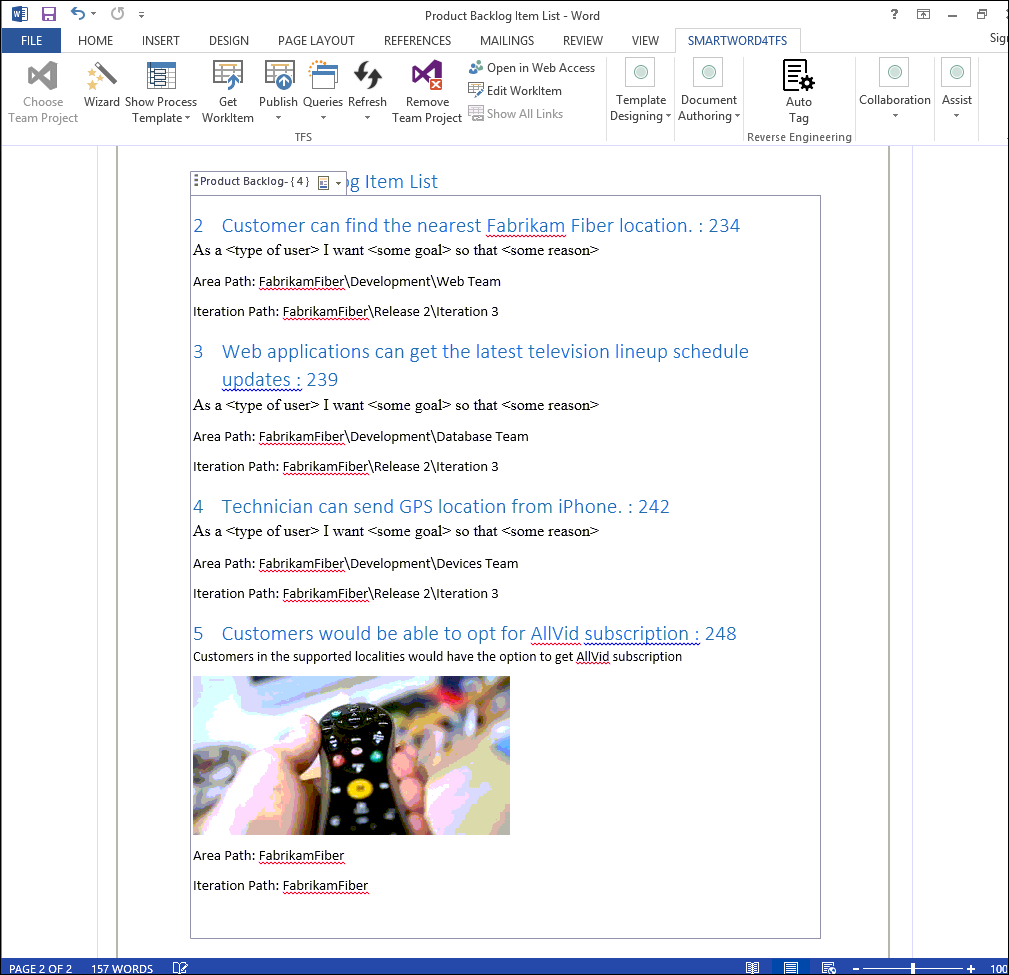 Product Backlog Item List - Word
?
FILE HOME INSERT DESIGN PAGE LAYOUT REFERENCES MAILINGS REVIEW VIEW SMARTWORD4TFS
Choose Team Project
Wizard
Show Process Template
Get WorkItem
Publish
Queries
Refresh
Remove Team Project
Open in Web Access
Edit WorkItem
Show All Links
TFS
Template Designing
Document Authoring
Auto Tag
Reverse Engineering
Collaboration
Assist
Product Backlog- { 4 }
og Item List
2 Customer can find the nearest Fabrikam Fiber location. : 234
As a <type of user> I want <some goal> so that <some reason>
Area Path: FabrikamFiber\Development\Web Team
Iteration Path: FabrikamFiber\Release 2\Iteration 3
3 Web applications can get the latest television lineup schedule
updates : 239
As a <type of user> I want <some goal> so that <some reason>
Area Path: FabrikamFiber\Development\Database Team
Iteration Path: FabrikamFiber\Release 2\Iteration 3
4 Technician can send GPS location from iPhone. : 242
As a <type of user> I want <some goal> so that <some reason>
Area Path: FabrikamFiber\Development\Devices Team
Iteration Path: FabrikamFiber\Release 2\Iteration 3
5 Customers would be able to opt for AllVid subscription : 248
Customers in the supported localities would have the option to get AllVid subscription
Area Path: FabrikamFiber
Iteration Path: FabrikamFiber
PAGE 2 OF 2 157 WORDS
100